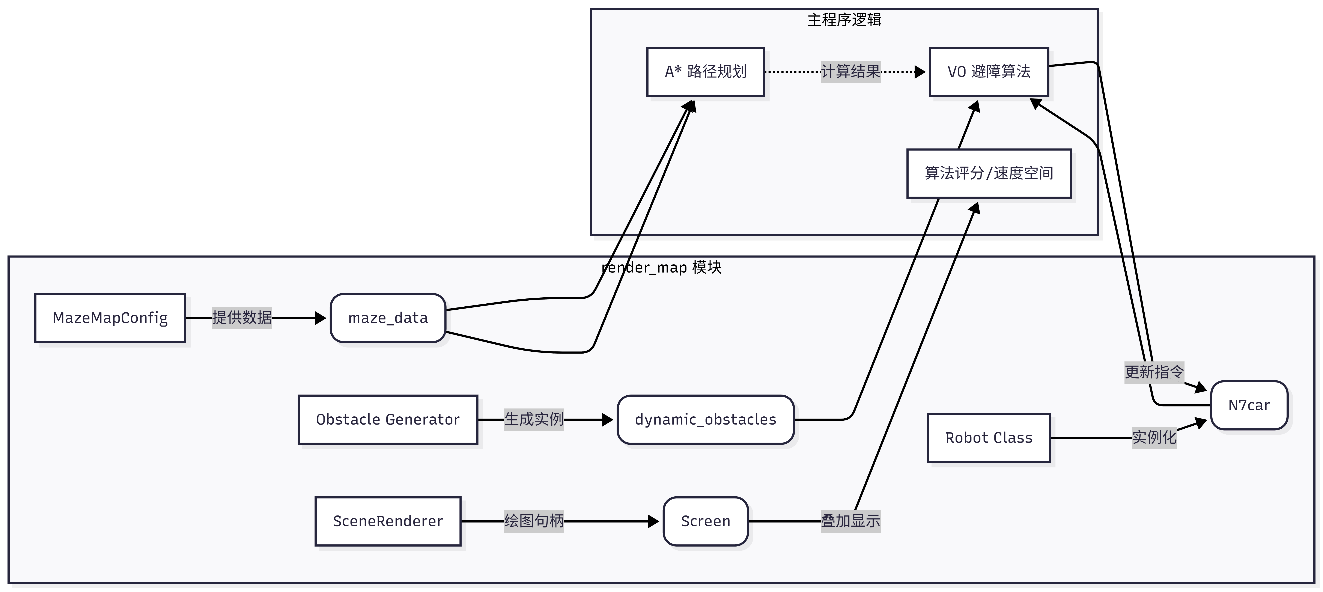 主程序逻辑
A* 路径规划
计算结果
VO 避障算法
算法评分/速度空间
render_map 模块
MazeMapConfig
提供数据
maze_data
更新指令
N7car
Obstacle Generator
生成实例
dynamic_obstacles
Robot Class
实例化
SceneRenderer
绘图句柄
Screen
叠加显示